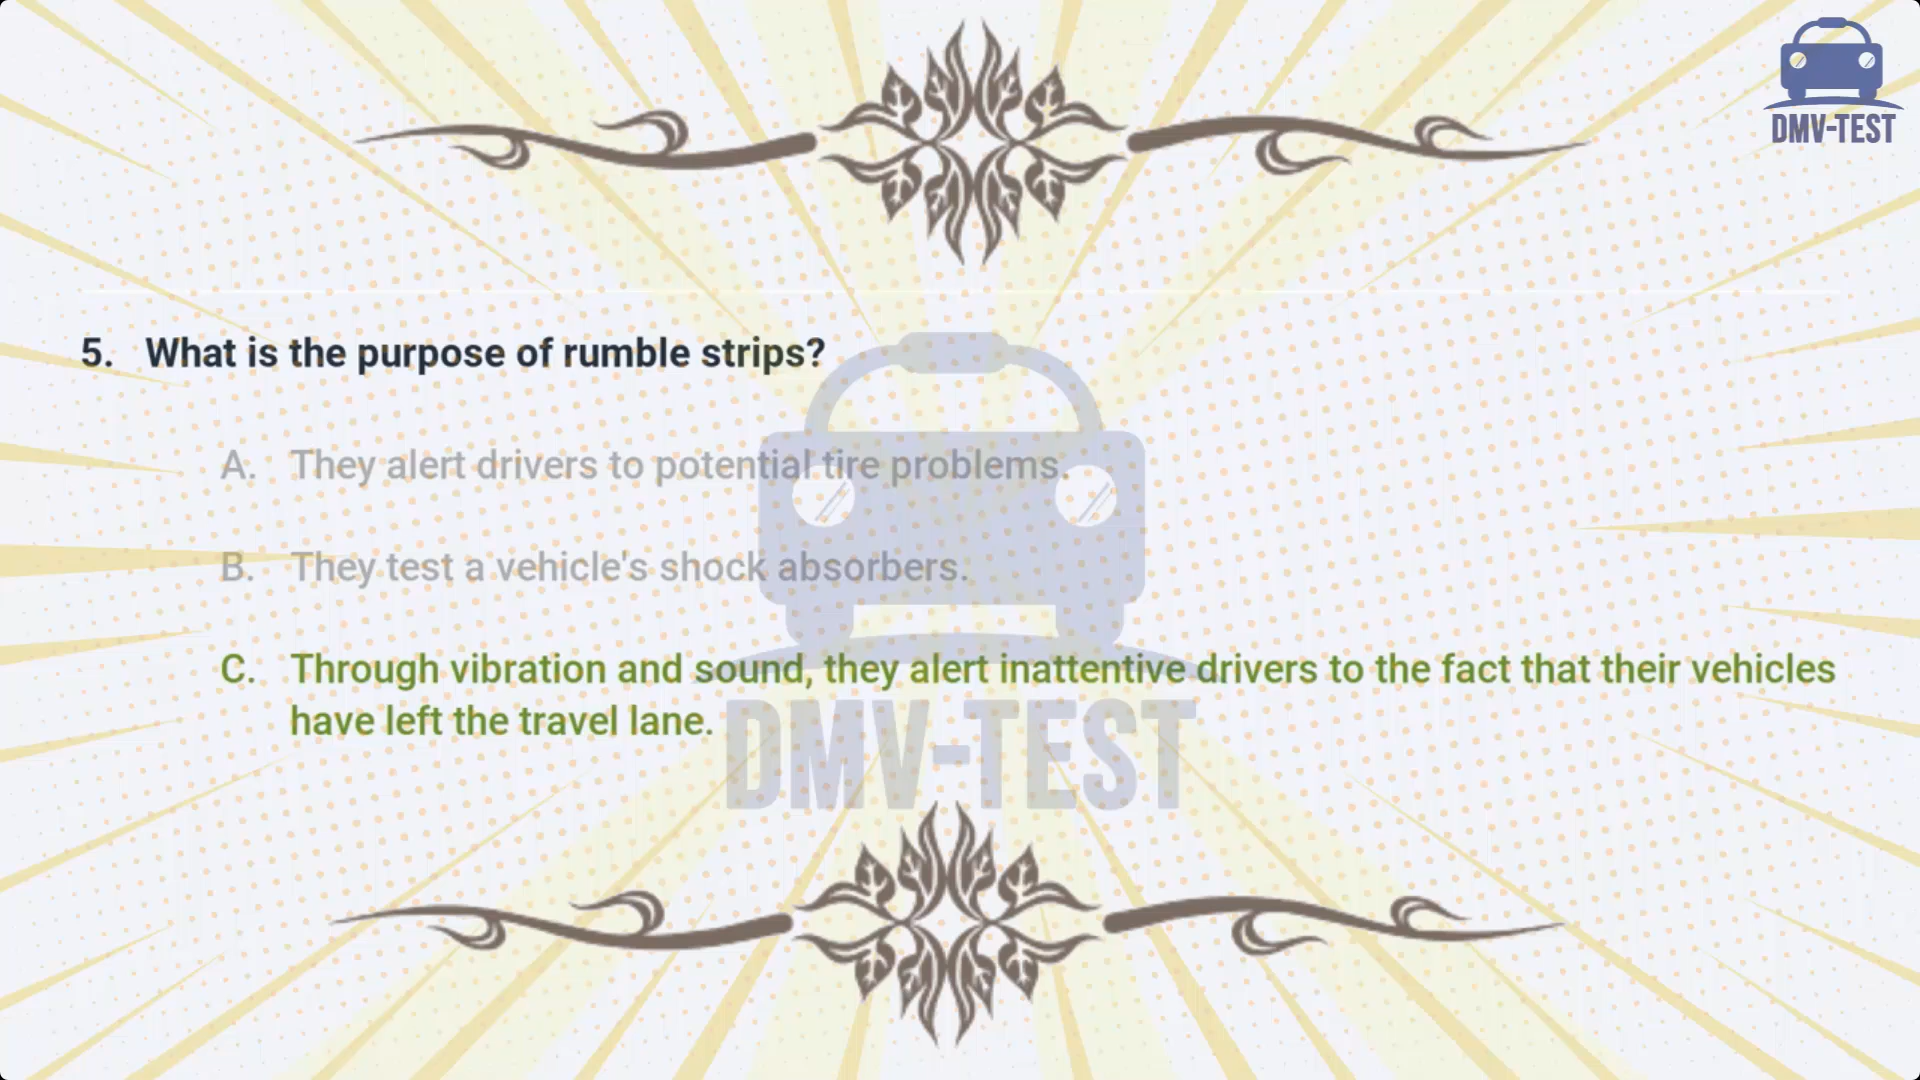 DMV-TEST
5. What is the purpose of rumble strips?
A. They alert drivers to potential tire problems.
B. They test a vehicle's shock absorbers.
C. Through vibration and sound, they alert inattentive drivers to the fact that their vehicles
have left the travel lane.
DMV-TEST